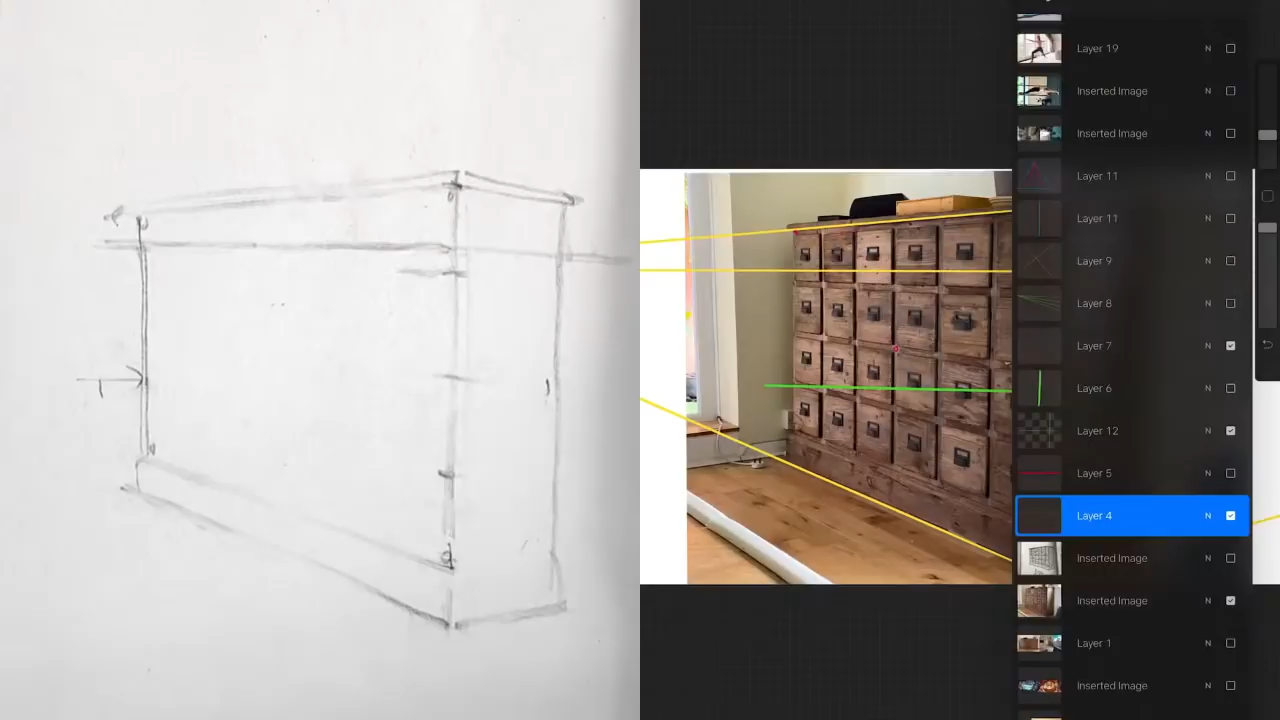 Layer 19 N
Inserted Image N
Inserted Image N
Layer 11 N
Layer 11 N
Layer 9 N
Layer 8 N
Layer 7 N
Layer 6 N
Layer 12 N
Layer 5 N
Layer 4 N
Inserted Image N
Inserted Image N
Layer 1 N
Inserted Image N